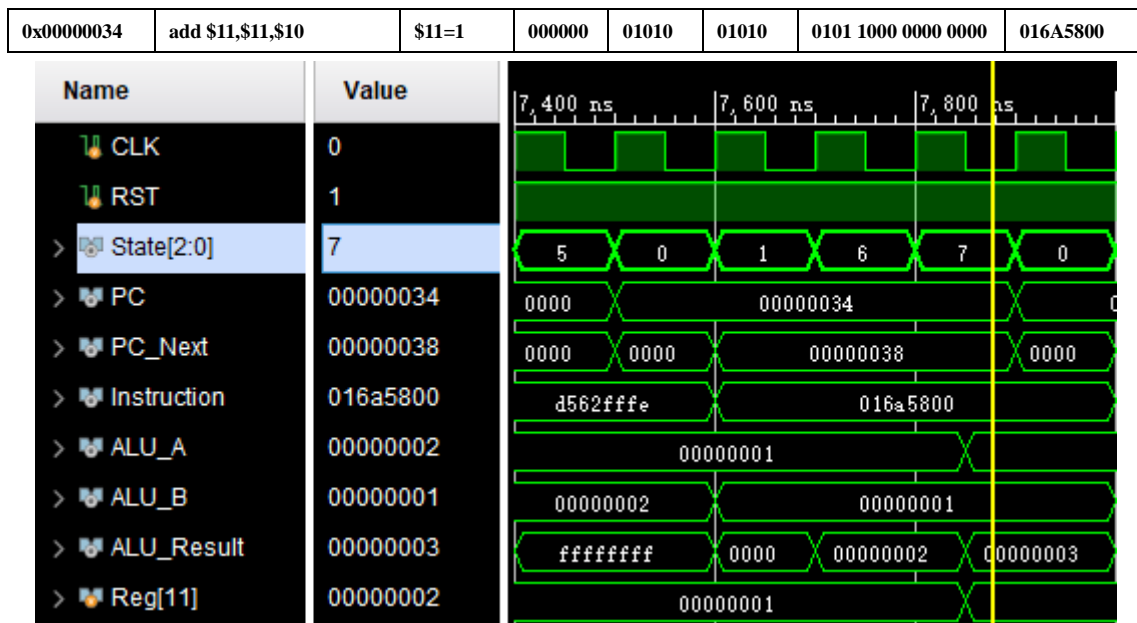 0x00000034 add $11,$11,$10 $11=1 000000 01010 01010 0101 1000 0000 0000 016A5800
Name Value 7,400 ns 7,600 ns 7,800 ns
CLK 0
RST 1
State[2:0] 7 5 0 1 6 7 0
PC 00000034 0000 00000034
PC_Next 00000038 0000 0000 00000038 0000
Instruction 016a5800 d562fffe 016a5800
ALU_A 00000002 00000001
ALU_B 00000001 00000002 00000001
ALU_Result 00000003 ffffffff 0000 00000002 00000003
Reg[11] 00000002 00000001